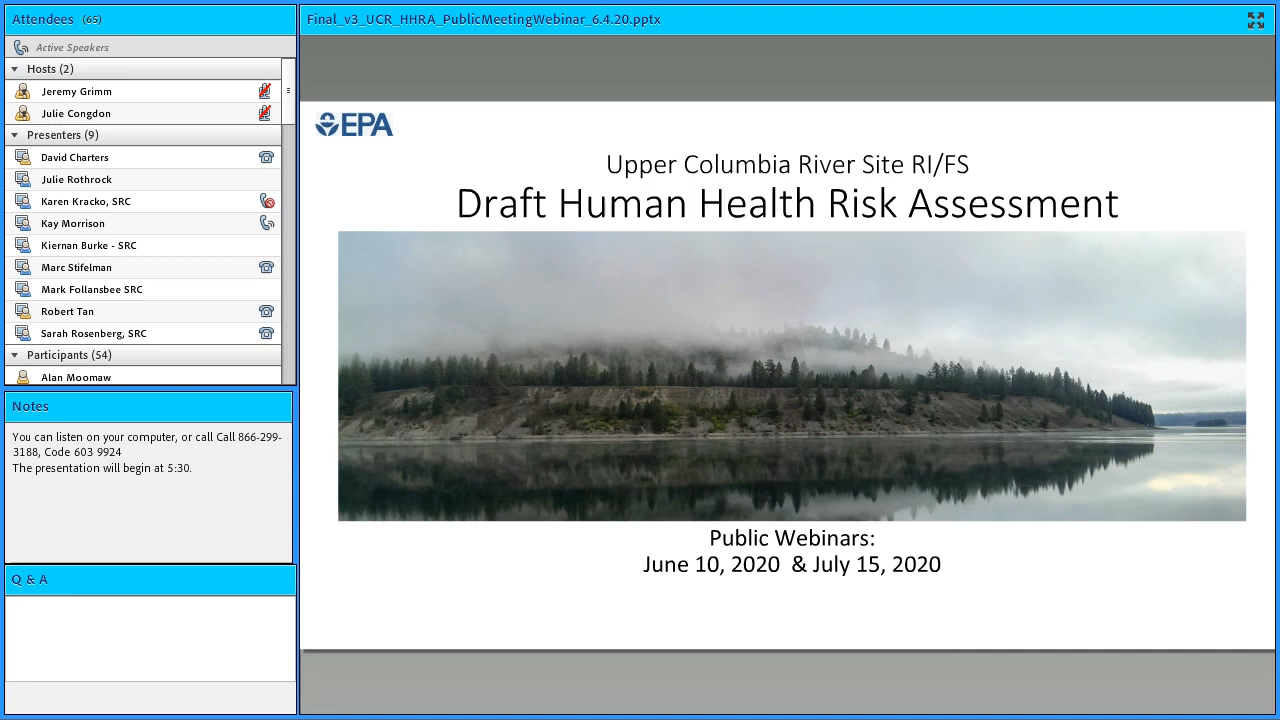 Attendees (65)
Active Speakers
Hosts (2)
Jeremy Grimm
Julie Congdon
Presenters (9)
David Charters
Julie Rothrock
Karen Kracko, SRC
Kay Morrison
Kiernan Burke - SRC
Marc Stifelman
Mark Follansbee SRC
Robert Tan
Sarah Rosenberg, SRC
Participants (54)
Alan Moomaw
Notes
You can listen on your computer, or call Call 866-299-
3188, Code 603 9924
The presentation will begin at 5:30.
Q & A
Final_v3_UCR_HHRA_PublicMeetingWebinar_6.4.20.pptx
EPA
Upper Columbia River Site RI/FS
Draft Human Health Risk Assessment
Public Webinars:
June 10, 2020 & July 15, 2020